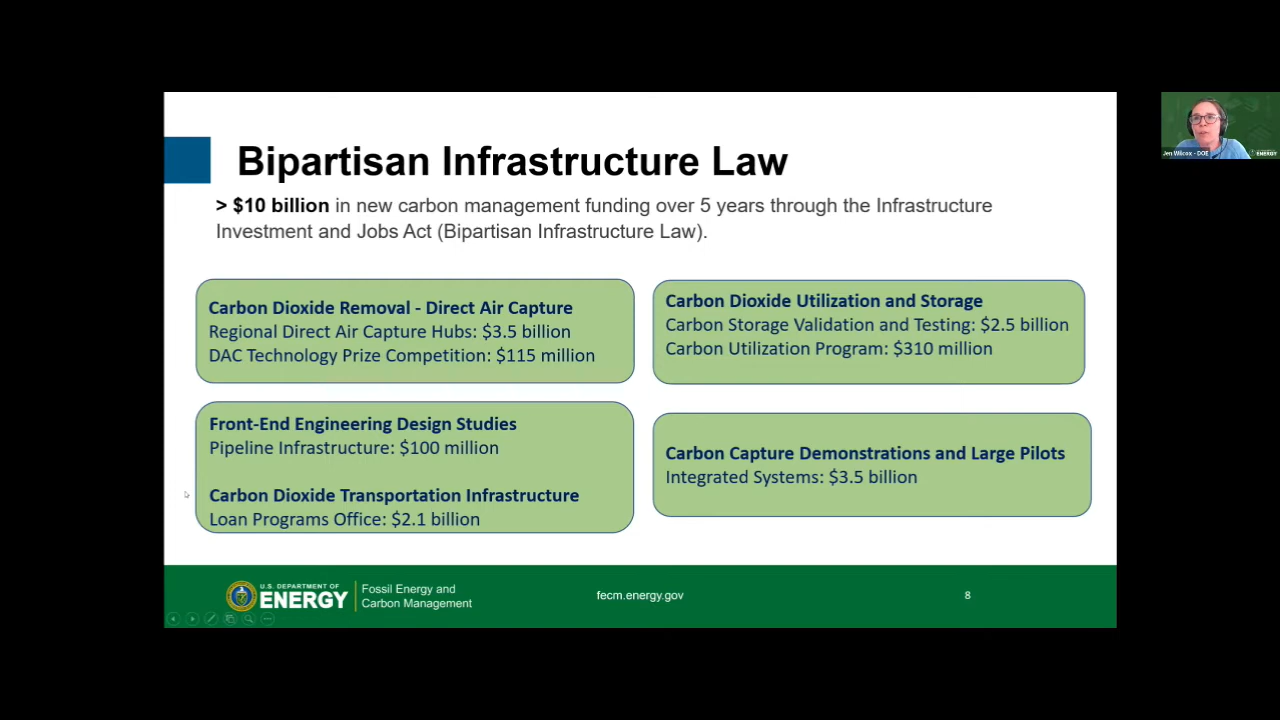 Bipartisan Infrastructure Law
> $10 billion in new carbon management funding over 5 years through the Infrastructure
Investment and Jobs Act (Bipartisan Infrastructure Law).
Carbon Dioxide Removal - Direct Air Capture
Regional Direct Air Capture Hubs: $3.5 billion
DAC Technology Prize Competition: $115 million
Carbon Dioxide Utilization and Storage
Carbon Storage Validation and Testing: $2.5 billion
Carbon Utilization Program: $310 million
Front-End Engineering Design Studies
Pipeline Infrastructure: $100 million
Carbon Dioxide Transportation Infrastructure
Loan Programs Office: $2.1 billion
Carbon Capture Demonstrations and Large Pilots
Integrated Systems: $3.5 billion
U.S. DEPARTMENT OF
ENERGY
Fossil Energy and
Carbon Management
fecm.energy.gov
8
Jen Wilcox - DOE
ENERGY